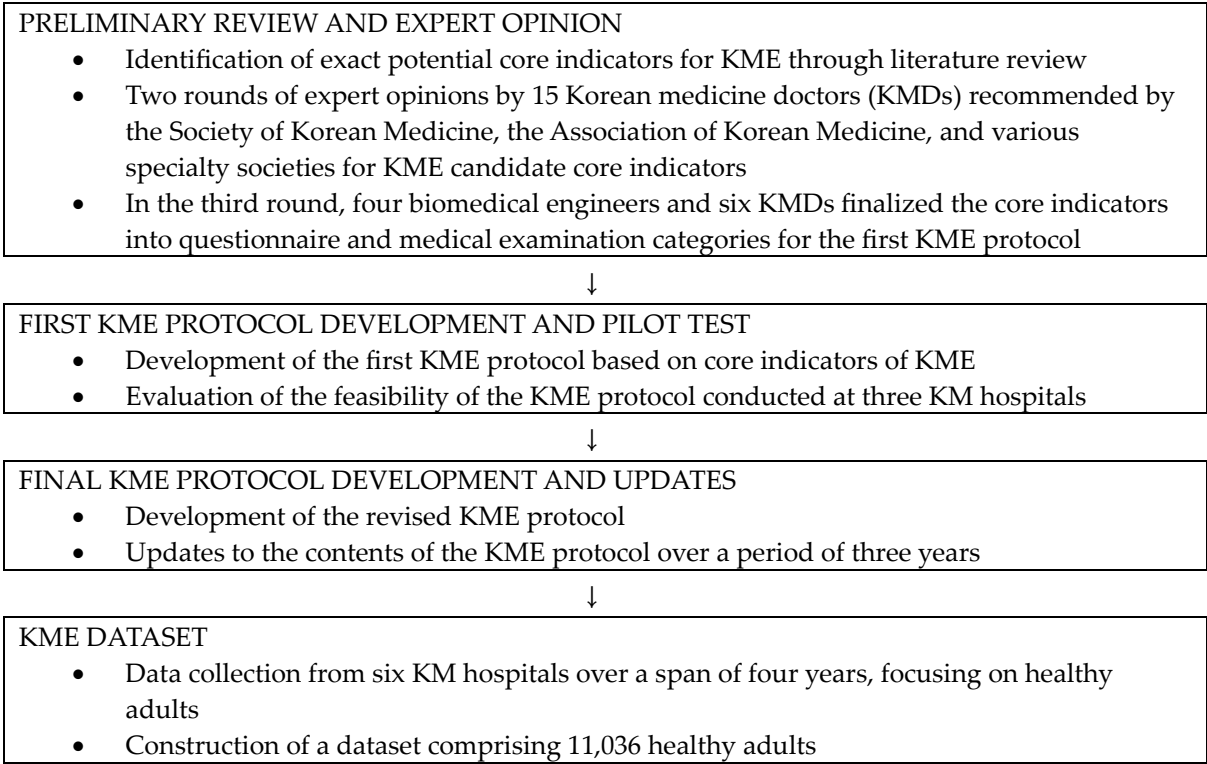 PRELIMINARY REVIEW AND EXPERT OPINION
• Identification of exact potential core indicators for KME through literature review
• Two rounds of expert opinions by 15 Korean medicine doctors (KMDs) recommended by
the Society of Korean Medicine, the Association of Korean Medicine, and various
specialty societies for KME candidate core indicators
• In the third round, four biomedical engineers and six KMDs finalized the core indicators
into questionnaire and medical examination categories for the first KME protocol
↓
FIRST KME PROTOCOL DEVELOPMENT AND PILOT TEST
• Development of the first KME protocol based on core indicators of KME
• Evaluation of the feasibility of the KME protocol conducted at three KM hospitals
↓
FINAL KME PROTOCOL DEVELOPMENT AND UPDATES
• Development of the revised KME protocol
• Updates to the contents of the KME protocol over a period of three years
↓
KME DATASET
• Data collection from six KM hospitals over a span of four years, focusing on healthy
adults
• Construction of a dataset comprising 11,036 healthy adults